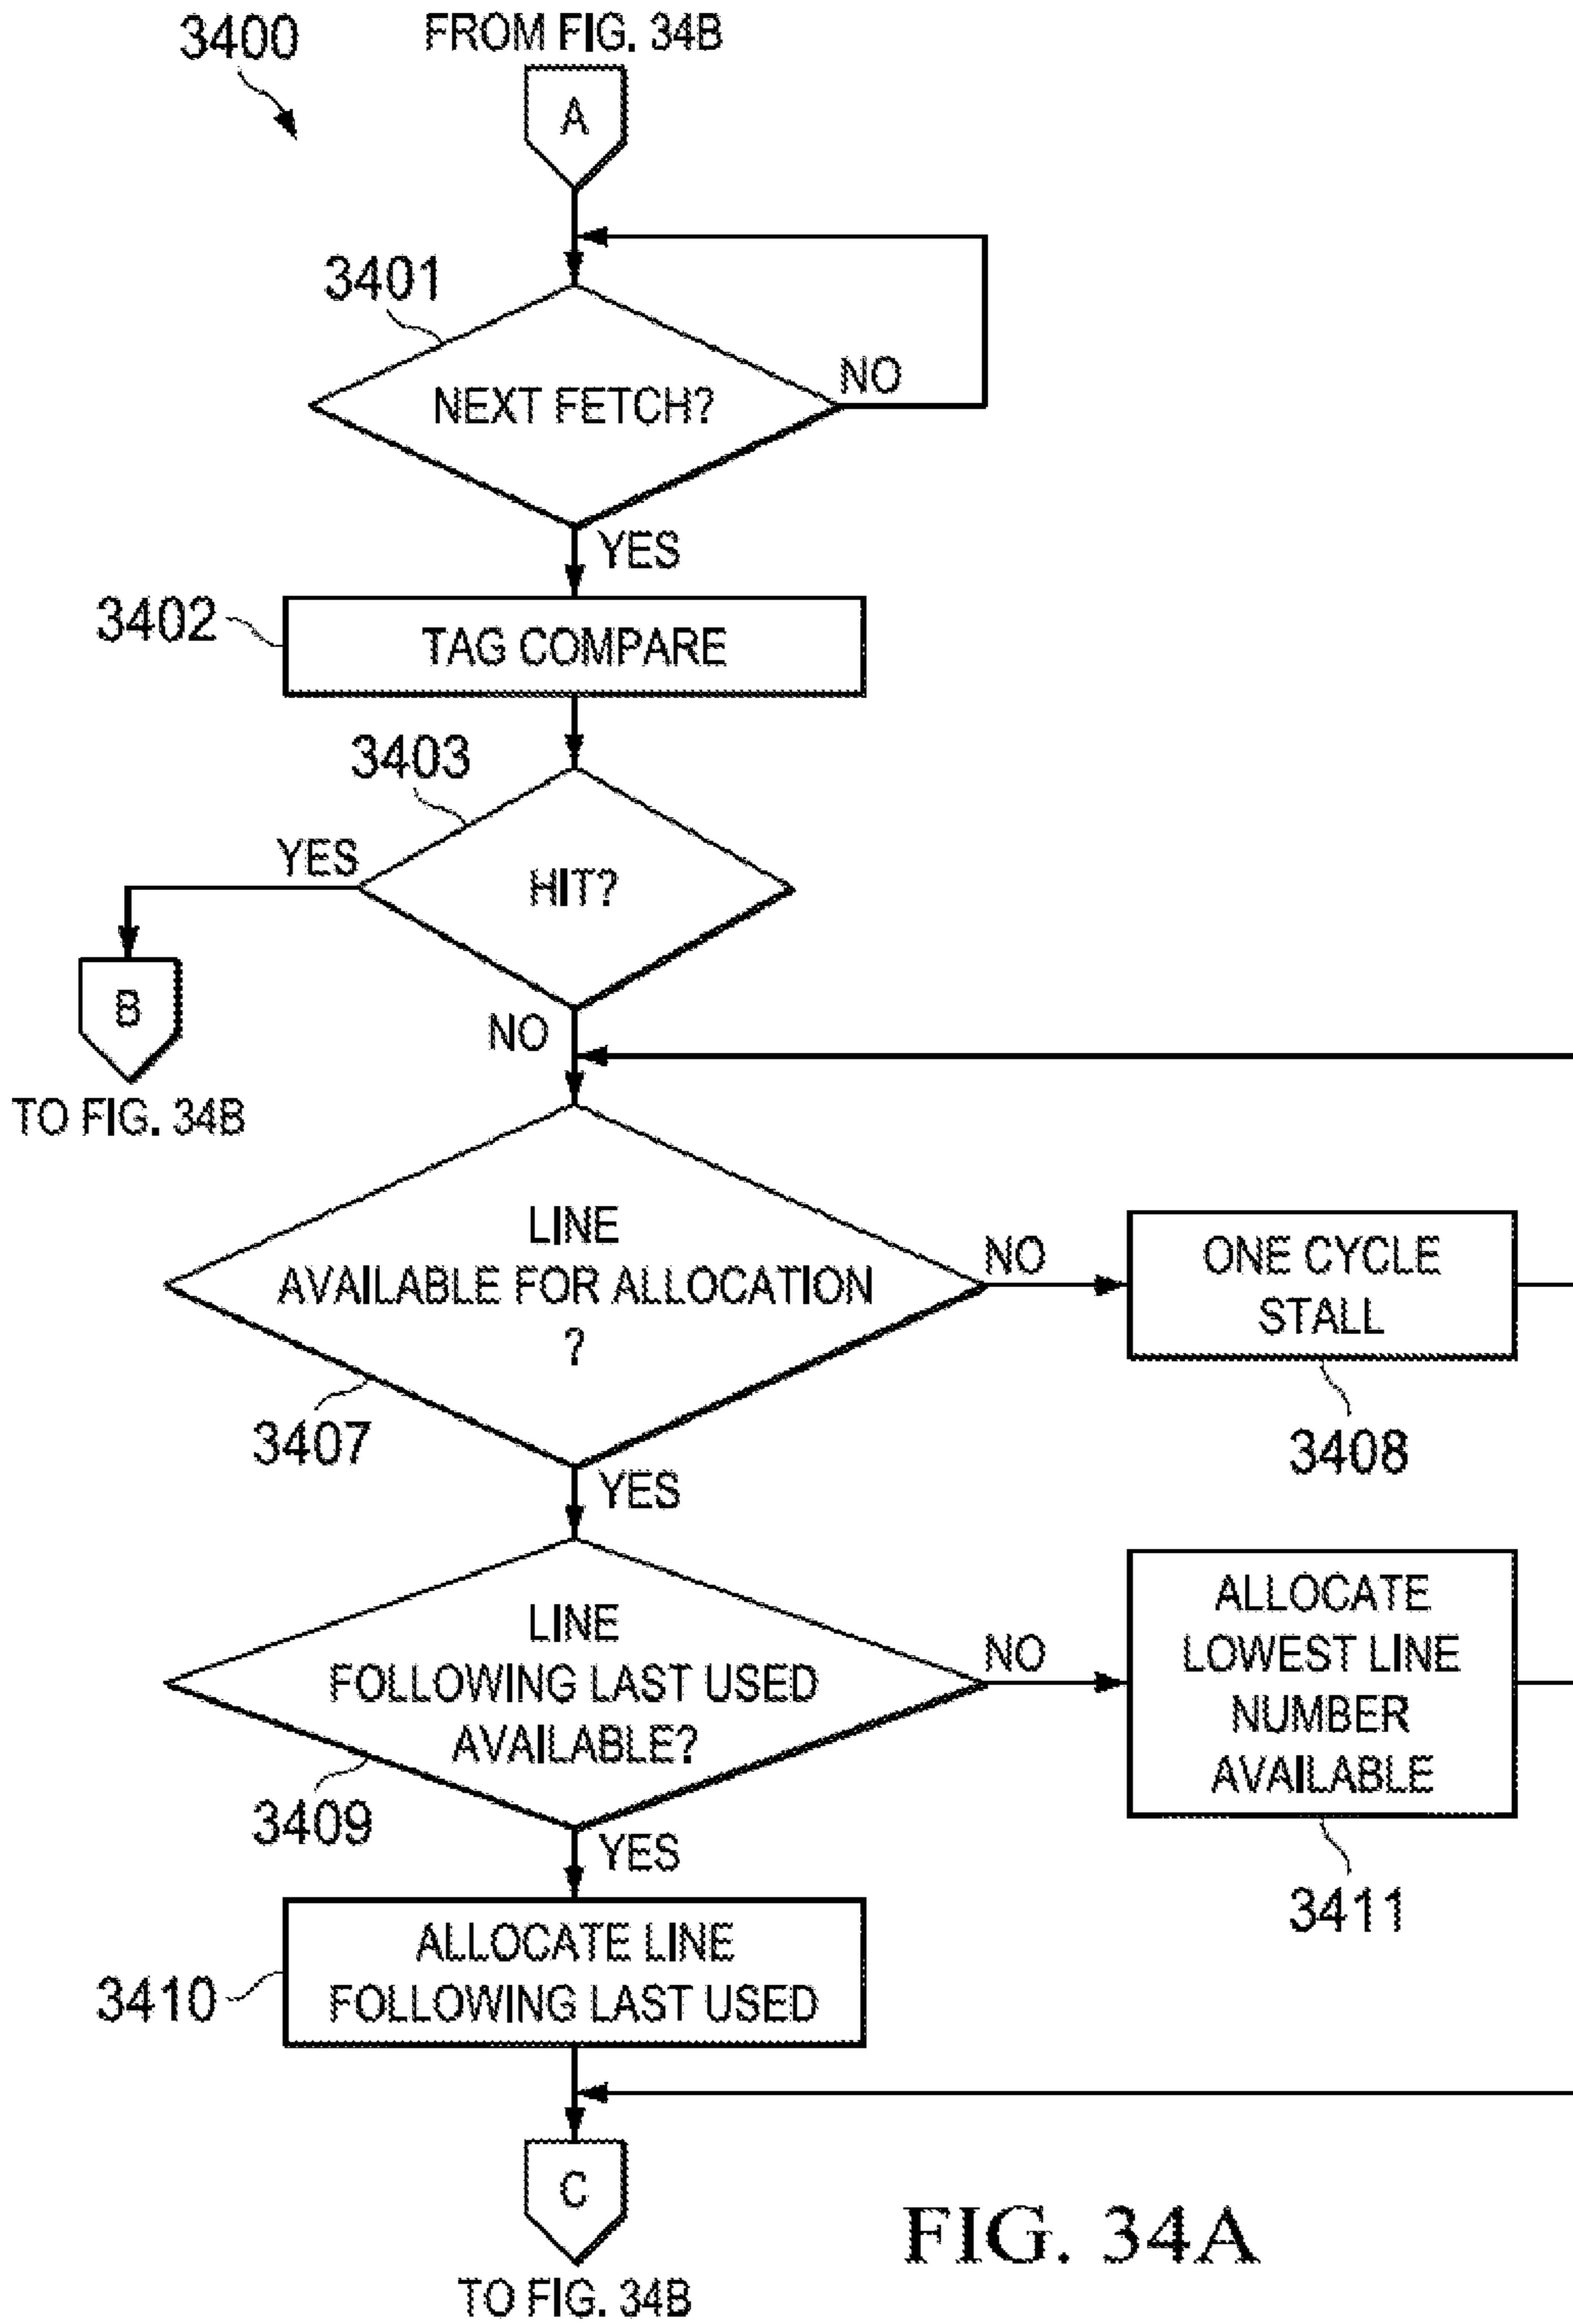 3400
FROM FIG. 34B
A
3401
NEXT FETCH?
NO
YES
3402
TAG COMPARE
3403
YES
HIT?
B
NO
TO FIG. 34B
LINE
AVAILABLE FOR ALLOCATION
?
NO
ONE CYCLE
STALL
3407
3408
YES
LINE
FOLLOWING LAST USED
AVAILABLE?
NO
ALLOCATE
LOWEST LINE
NUMBER
AVAILABLE
3409
YES
3411
3410
ALLOCATE LINE
FOLLOWING LAST USED
C
FIG. 34A
TO FIG. 34B